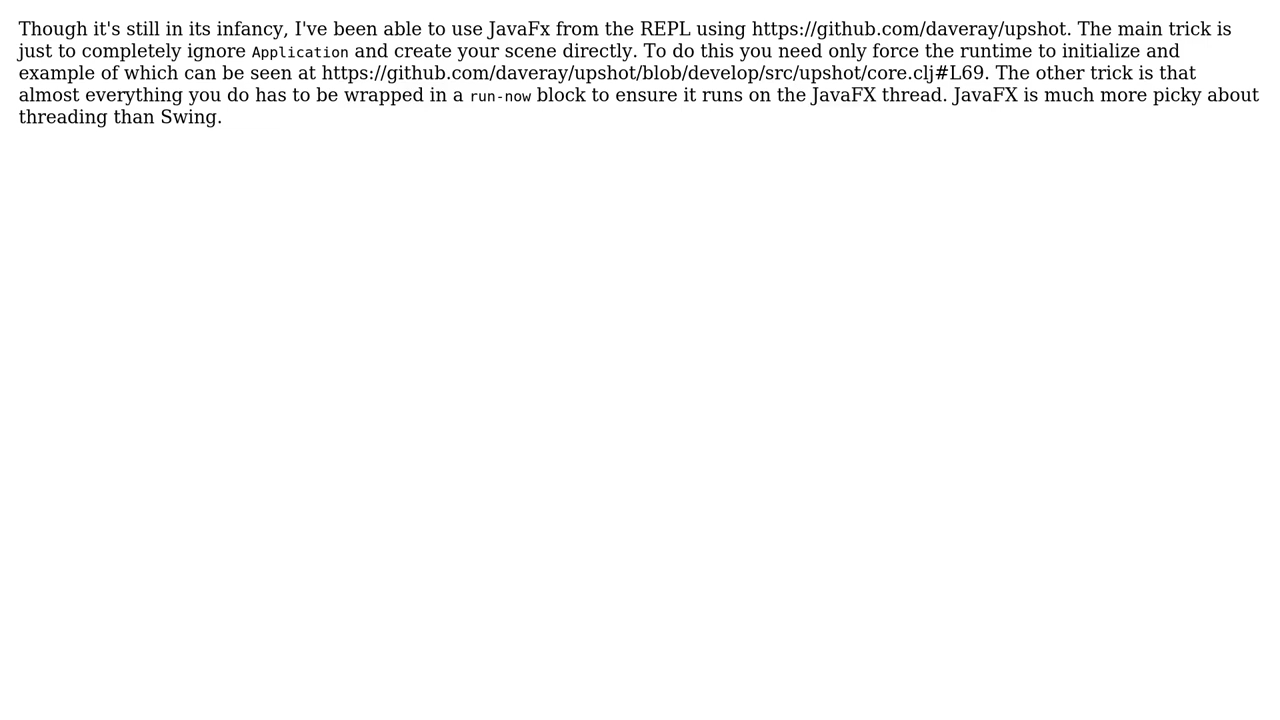 Though it's still in its infancy, I've been able to use JavaFx from the REPL using https://github.com/daveray/upshot. The main trick is
just to completely ignore Application and create your scene directly. To do this you need only force the runtime to initialize and
example of which can be seen at https://github.com/daveray/upshot/blob/develop/src/upshot/core.clj#L69. The other trick is that
almost everything you do has to be wrapped in a run-now block to ensure it runs on the JavaFX thread. JavaFX is much more picky about
threading than Swing.